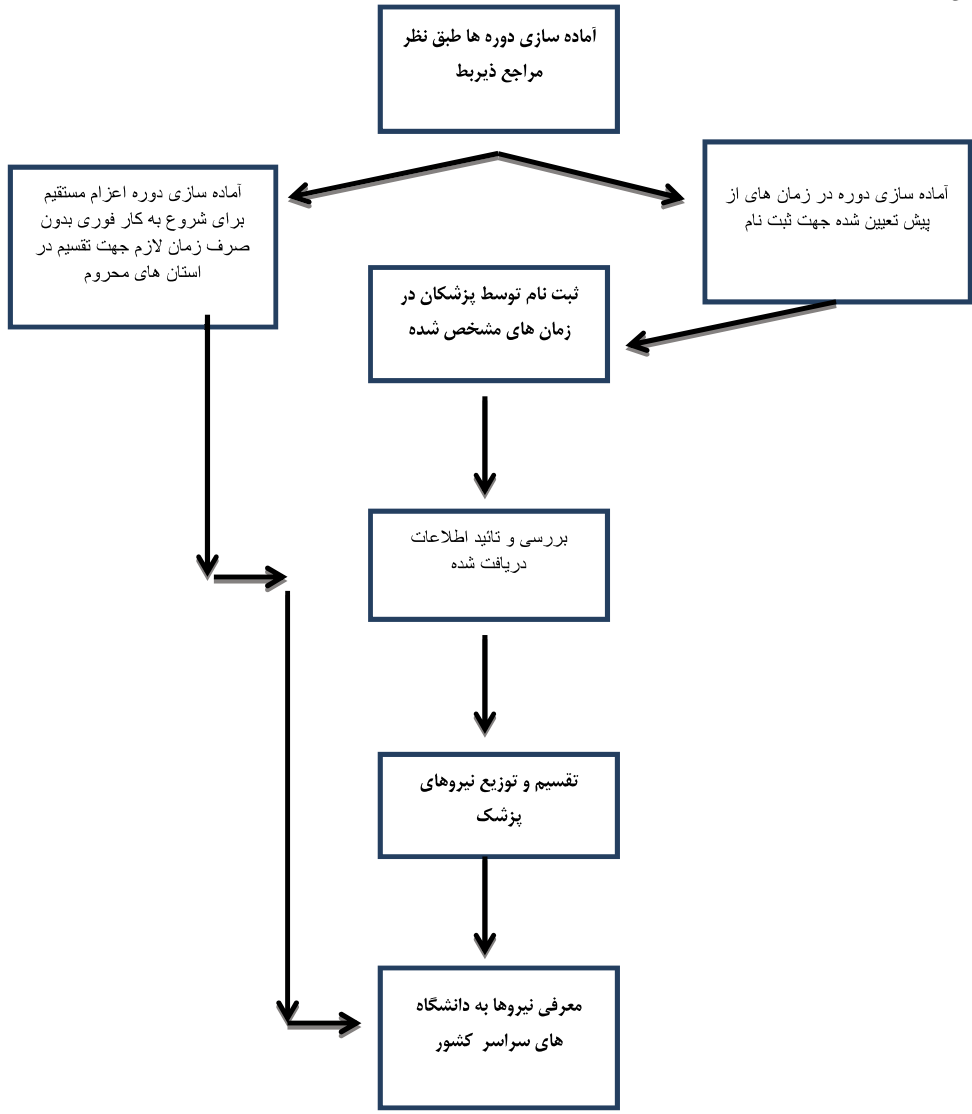 آماده سازی دوره ها طبق نظر
مراجع ذیربط
آماده سازی دوره در زمان های از
پیش تعیین شده جهت ثبت نام
آماده سازی دوره اعزام مستقیم
برای شروع به کار فوری بدون
صرف زمان لازم جهت تقسیم در
استان های محروم
ثبت نام توسط پزشکان در
زمان های مشخص شده
بررسی و تائید اطلاعات
دریافت شده
تقسیم و توزیع نیروهای
پزشک
معرفی نیروها به دانشگاه
های سراسر کشور